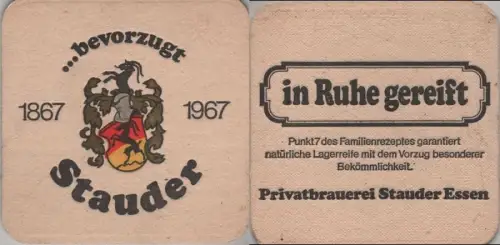 ...bevorzugt
1867 1967
Stauder
in Ruhe gereift
Punkt 7 des Familienrezeptes garantiert
natürliche Lagerreife mit dem Vorzug besonderer
Bekömmlichkeit.
Privatbrauerei Stauder Essen